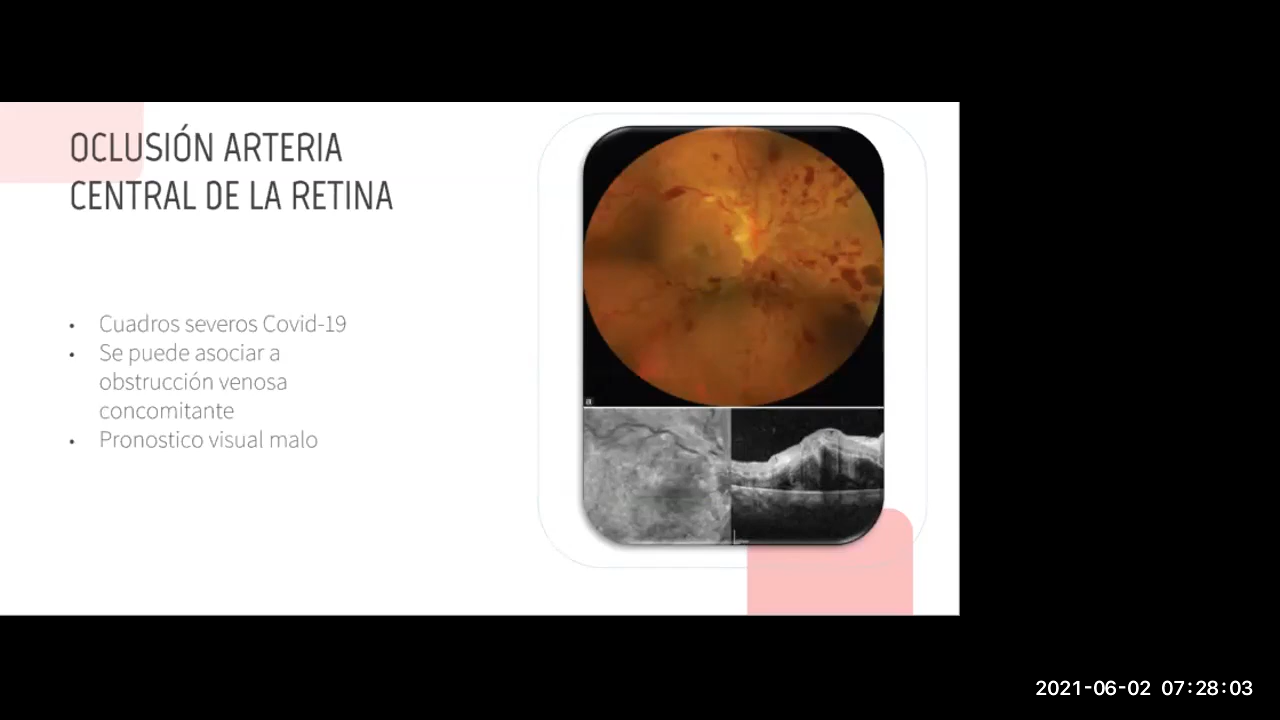 OCLUSIÓN ARTERIA
CENTRAL DE LA RETINA
• Cuadros severos Covid-19
• Se puede asociar a
obstrucción venosa
concomitante
• Pronostico visual malo
2021-06-02 07:28:03